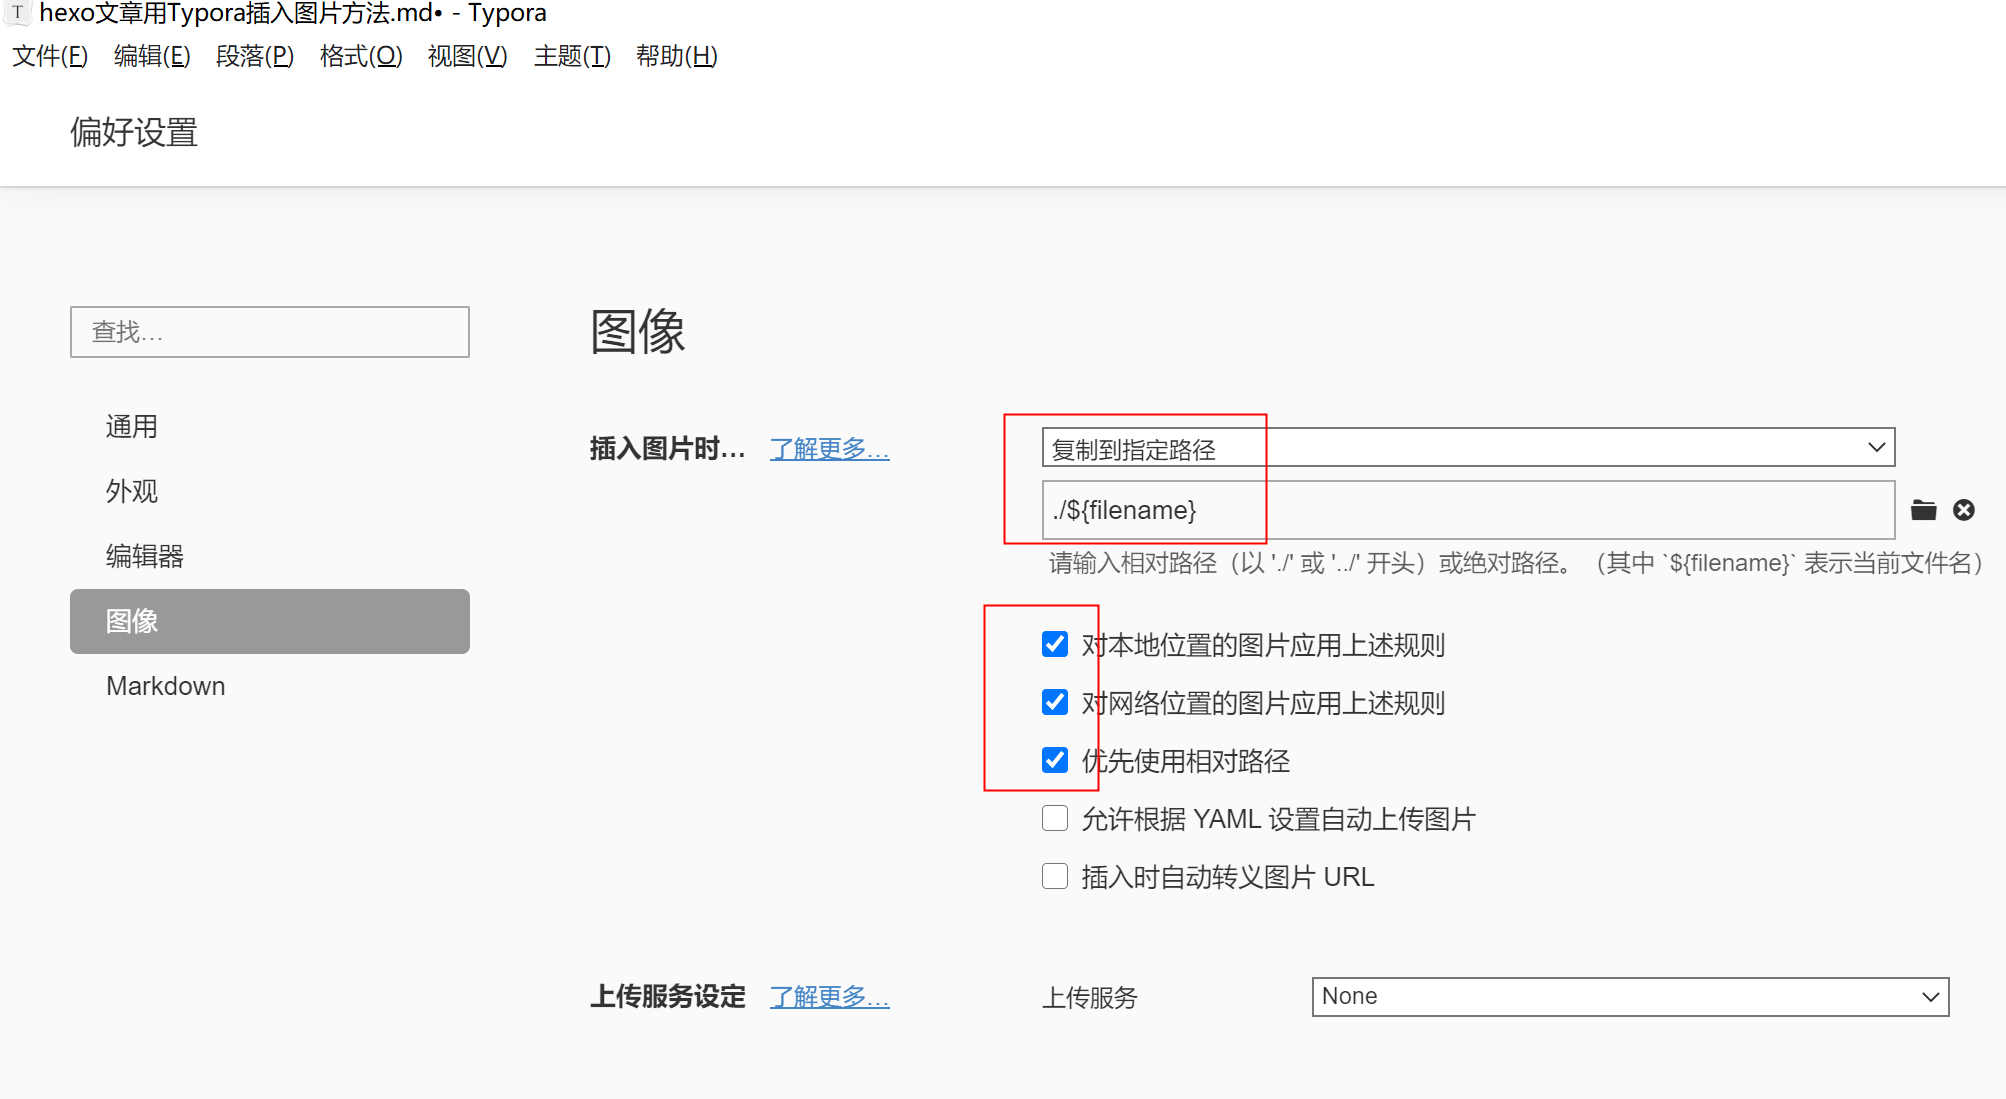 T hexo文章用Typora插入图片方法.md• - Typora
文件(F) 编辑(E) 段落(P) 格式(O) 视图(V) 主题(T) 帮助(H)
偏好设置
查找...
通用
外观
编辑器
图像
Markdown
图像
插入图片时... 了解更多...
复制到指定路径
./${filename}
请输入相对路径（以 './' 或 '../' 开头）或绝对路径。（其中 `${filename}` 表示当前文件名）
对本地位置的图片应用上述规则
对网络位置的图片应用上述规则
优先使用相对路径
允许根据 YAML 设置自动上传图片
插入时自动转义图片 URL
上传服务设定 了解更多...
上传服务 None